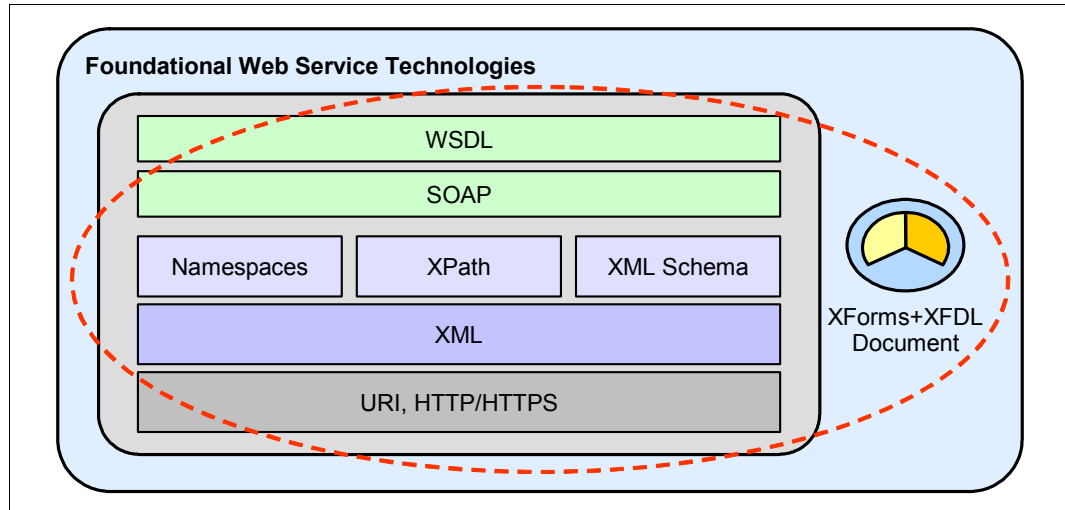 Foundational Web Service Technologies
WSDL
SOAP
Namespaces
XPath
XML Schema
XML
URI, HTTP/HTTPS
XForms+XFDL
Document